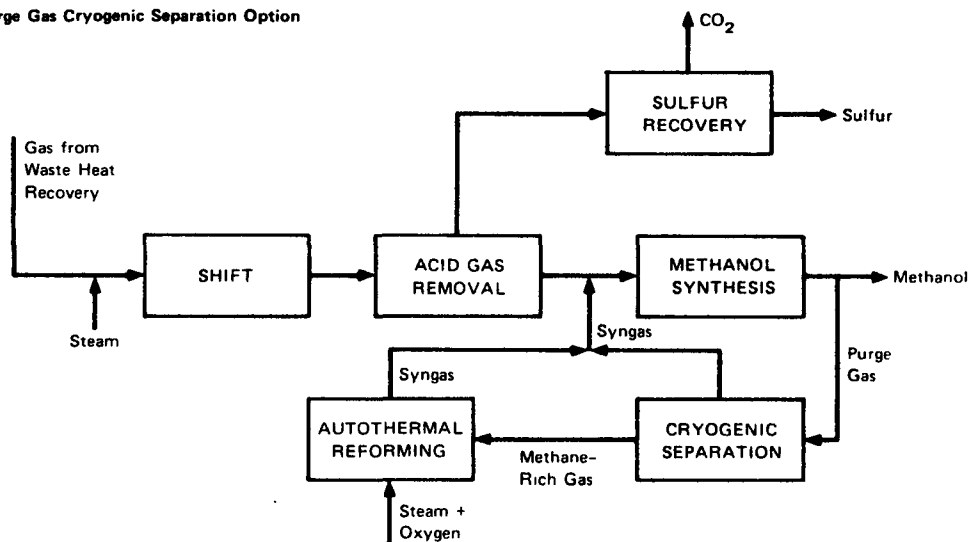 rge Gas Cryogenic Separation Option
CO2
SULFUR
RECOVERY
Sulfur
Gas from
Waste Heat
Recovery
SHIFT
ACID GAS
REMOVAL
METHANOL
SYNTHESIS
Methanol
Steam
Syngas
Syngas
Purge
Gas
AUTOTHERMAL
REFORMING
CRYOGENIC
SEPARATION
Methane-
Rich Gas
Steam +
Oxygen